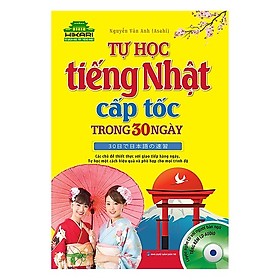 Nguyễn Vân Anh (Asahi)
HIKARI
TỰ HỌC
tiếng Nhật
cấp tốc
TRONG 30 NGÀY
30日で日本語の速習
Các chủ đề thiết thực với giao tiếp hàng ngày,
Tự học một cách hiệu quả và phù hợp cho mọi trình độ